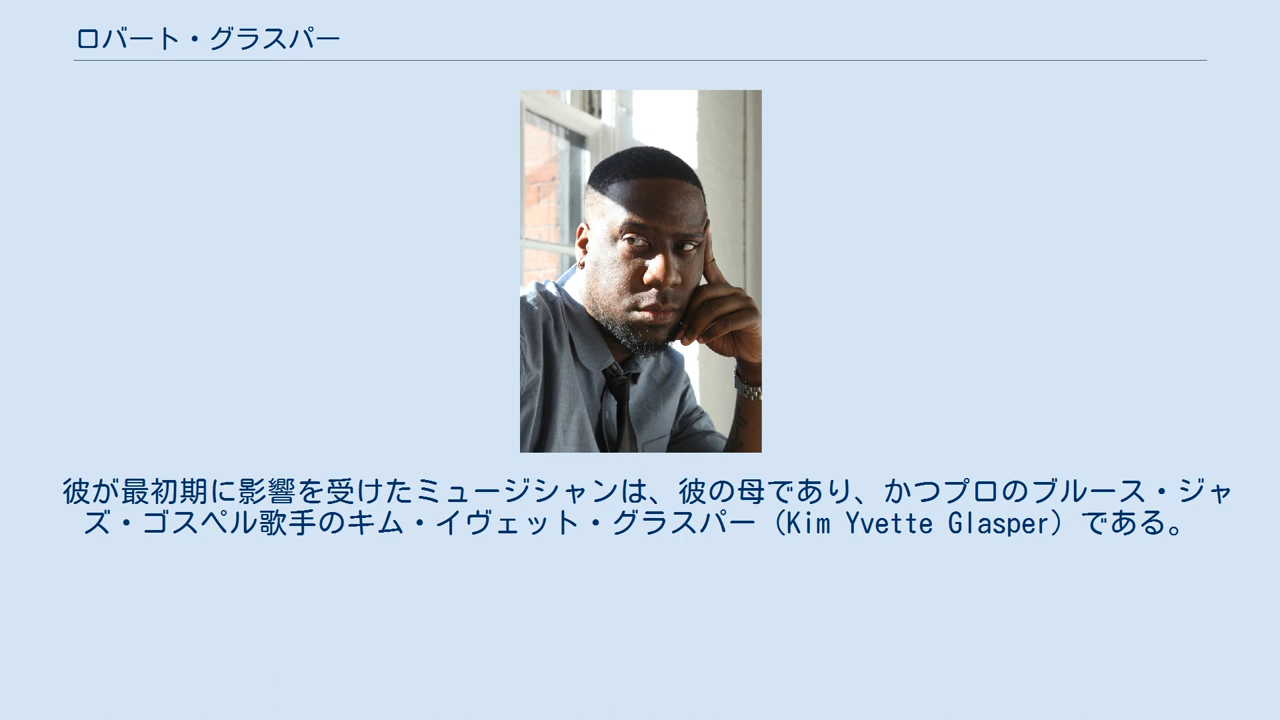 ロバート・グラスパー
彼が最初期に影響を受けたミュージシャンは、彼の母であり、かつプロのブルース・ジャ
ズ・ゴスペル歌手のキム・イヴェット・グラスパー（Kim Yvette Glasper）である。